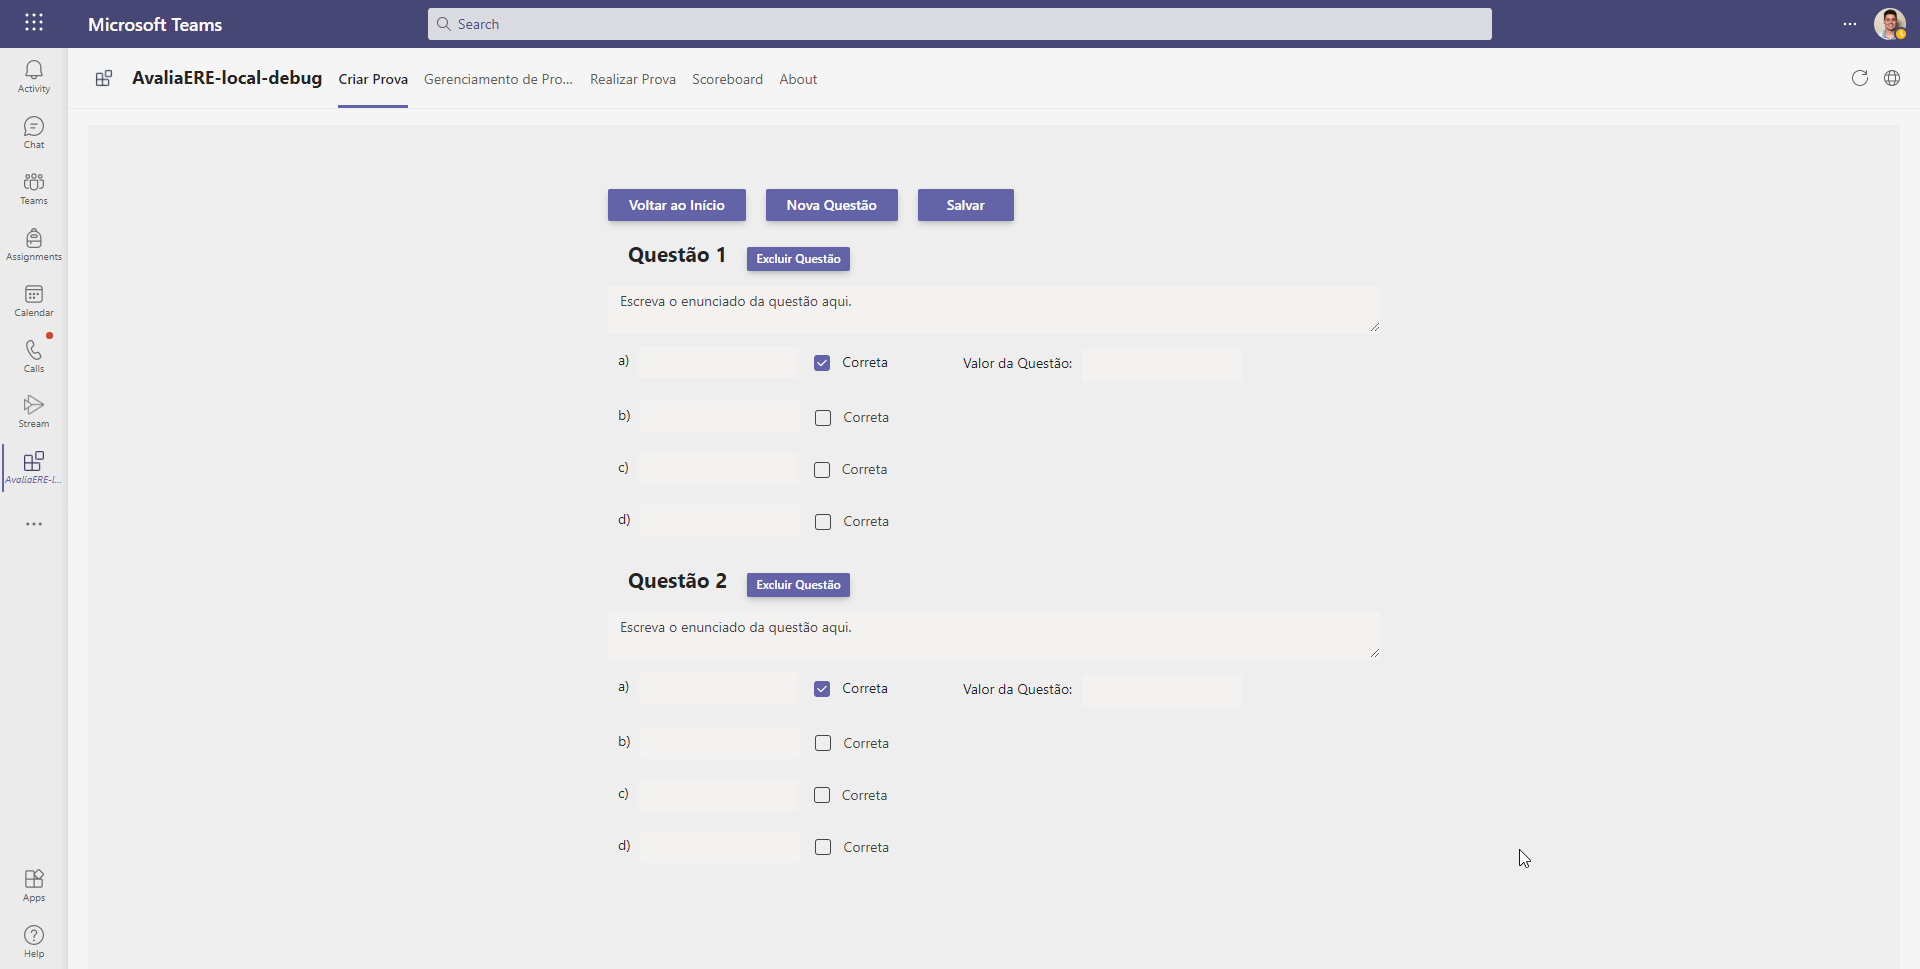 Microsoft Teams
Search
Activity
Chat
Teams
Assignments
Calendar
Calls
Stream
AvaliaERE-l...
Apps
Help
AvaliaERE-local-debug Criar Prova Gerenciamento de Pro... Realizar Prova Scoreboard About
Voltar ao Início Nova Questão Salvar
Questão 1 Excluir Questão
Escreva o enunciado da questão aqui.
a) Correta Valor da Questão:
b) Correta
c) Correta
d) Correta
Questão 2 Excluir Questão
Escreva o enunciado da questão aqui.
a) Correta Valor da Questão:
b) Correta
c) Correta
d) Correta